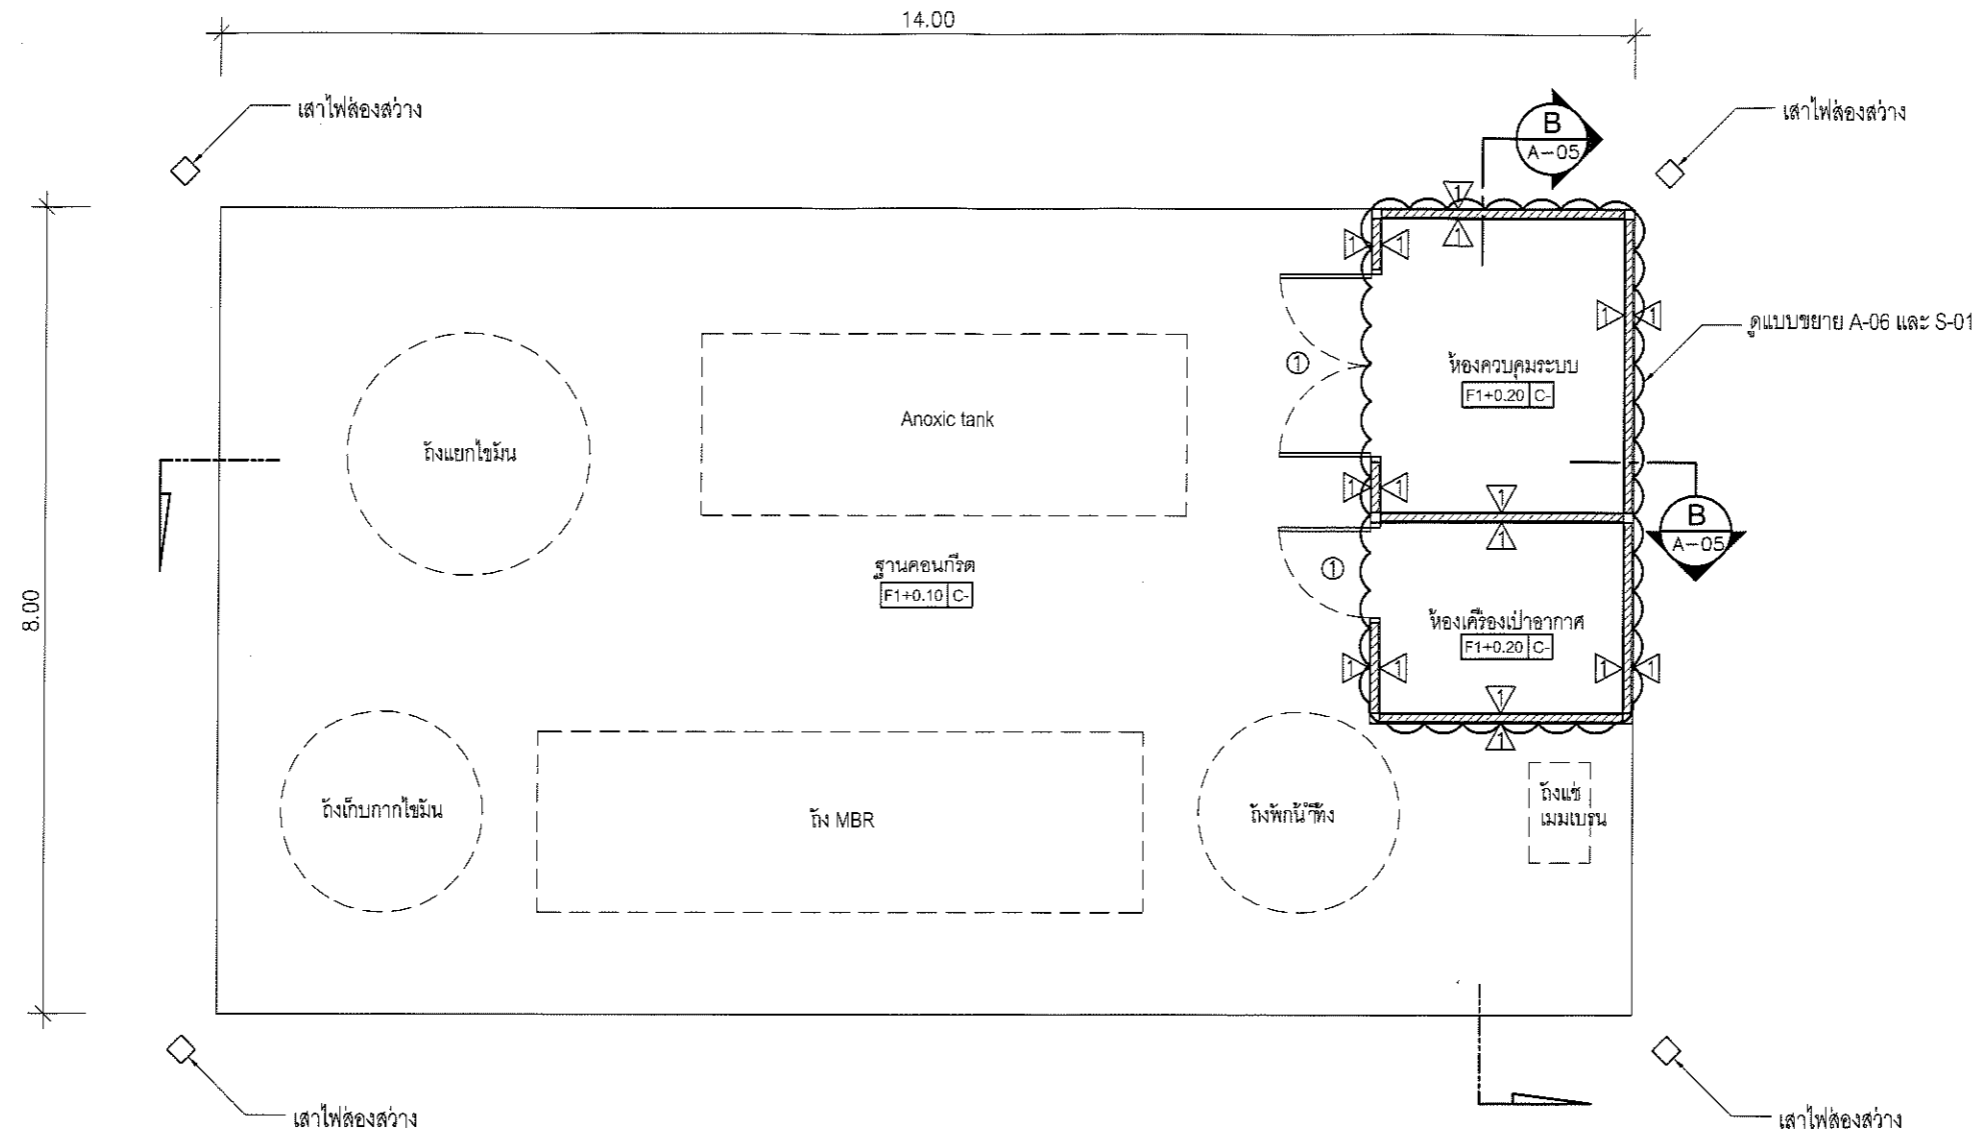 14.00
เสาไฟส่องสว่าง
เสาไฟส่องสว่าง
B
A-05
1
1
1
1
1
1
ดูแบบขยาย A-06 และ S-01
ห้องควบคุมระบบ
F1+0.20 C-
1
Anoxic tank
ถังแยกไขมัน
1
1
1
1
B
A-05
ฐานคอนกรีต
F1+0.10 C-
1
8.00
ห้องเครื่องเป่าอากาศ
F1+0.20 C-
1
1
1
1
1
1
ถังเก็บกากไขมัน
ถัง MBR
ถังพักน้ำทิ้ง
ถังแช่
เมมเบรน
เสาไฟส่องสว่าง
เสาไฟส่องสว่าง